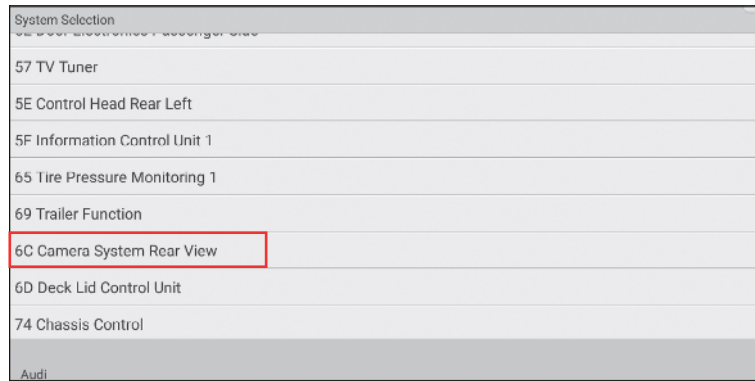 System Selection
57 TV Tuner
5E Control Head Rear Left
5F Information Control Unit 1
65 Tire Pressure Monitoring 1
69 Trailer Function
6C Camera System Rear View
6D Deck Lid Control Unit
74 Chassis Control
Audi